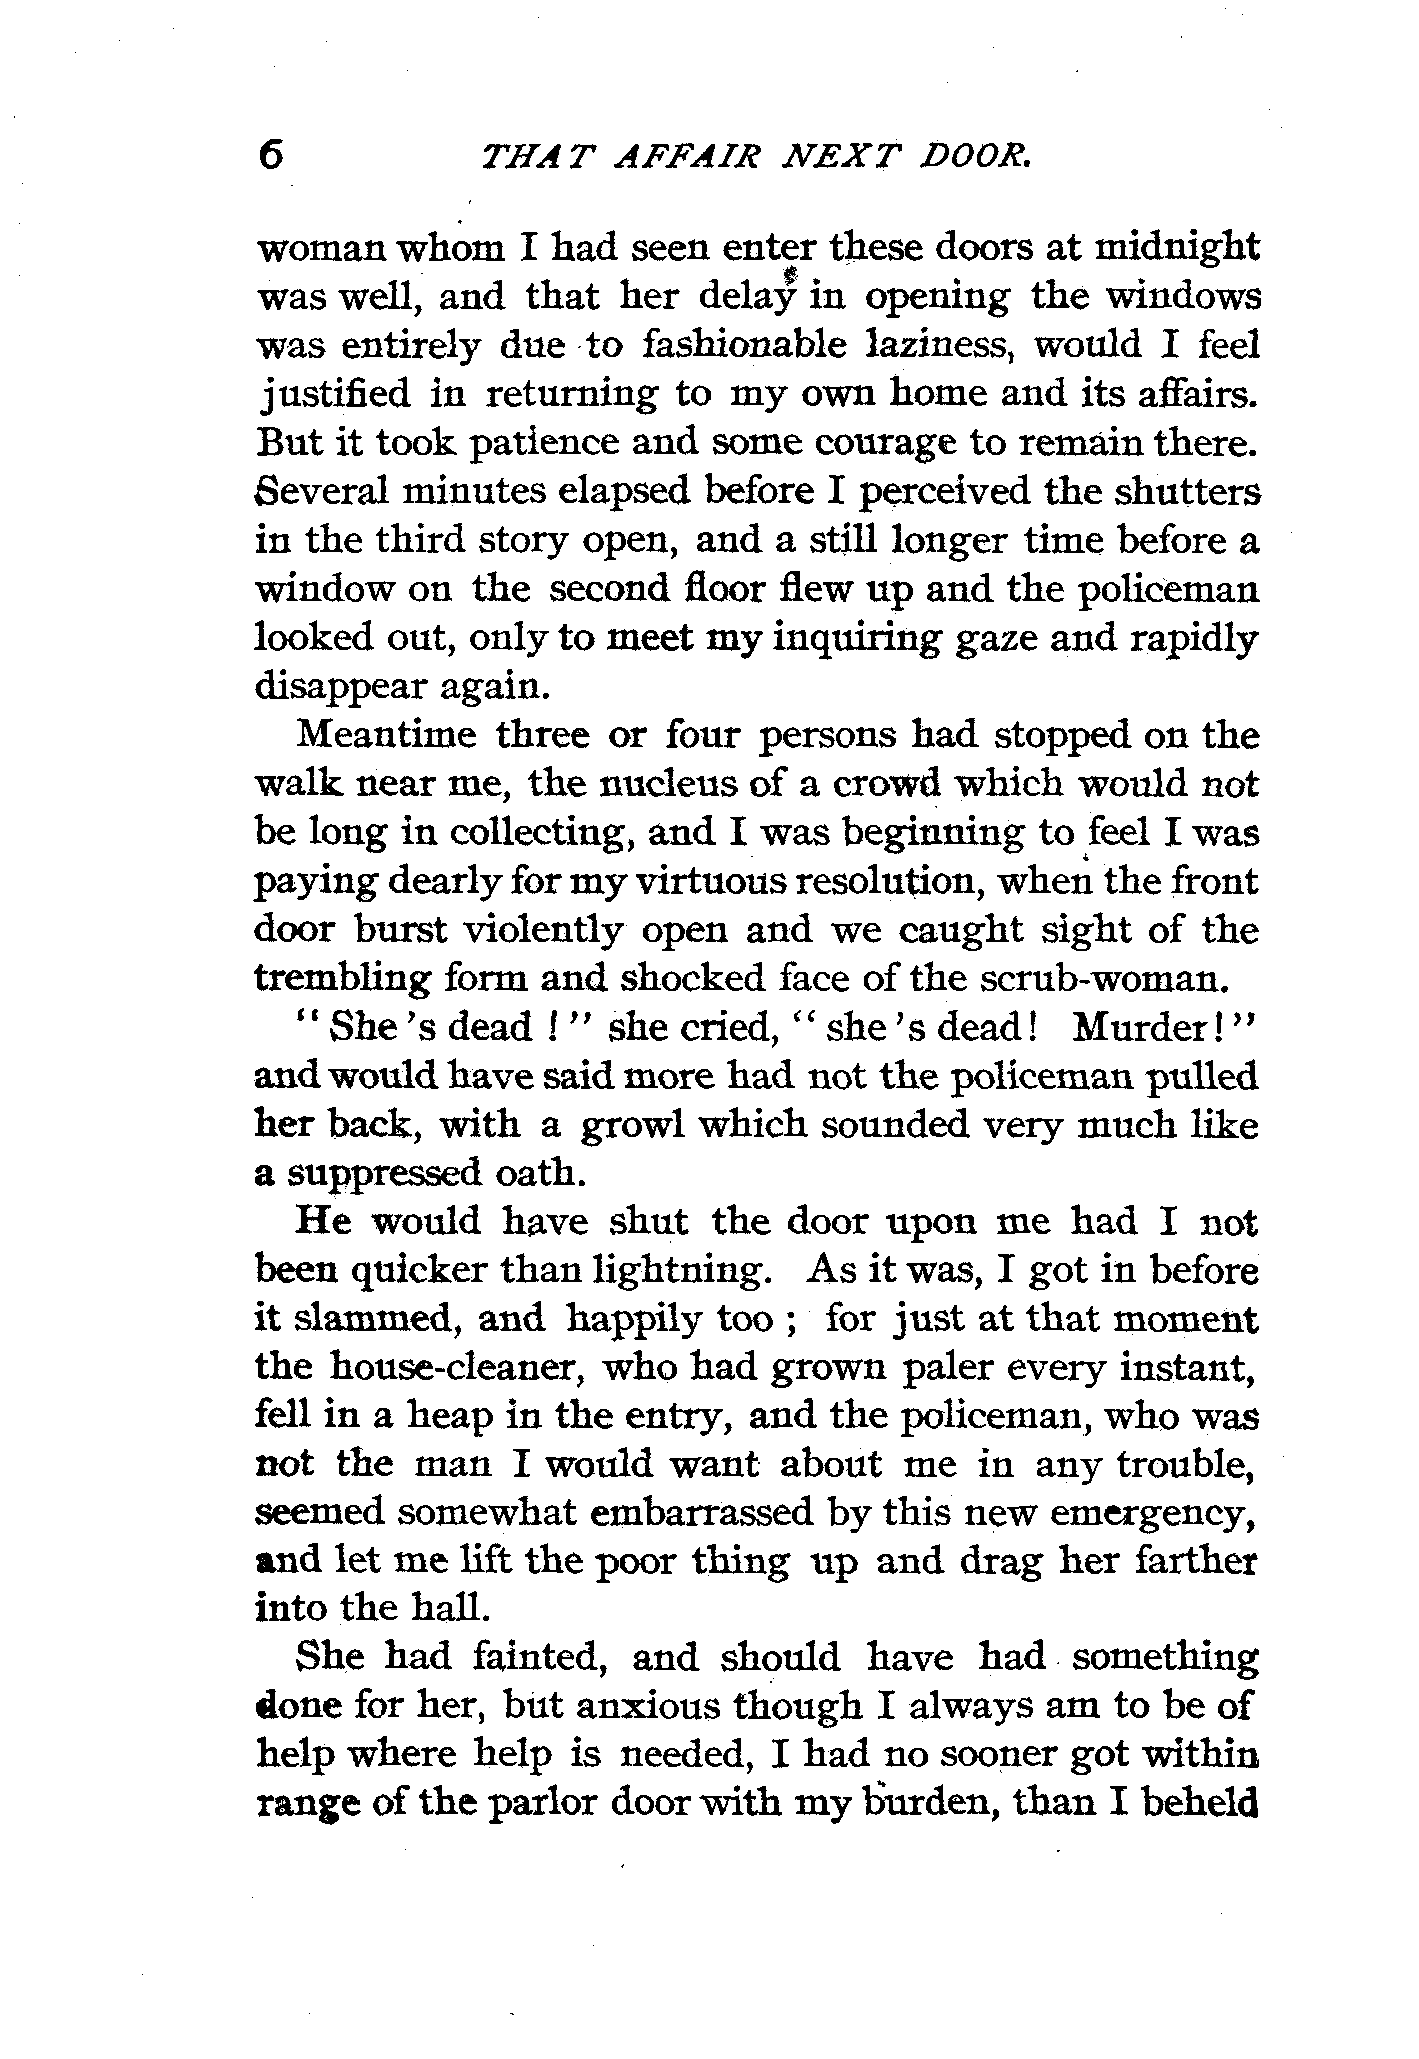 6 THAT AFFAIR NEXT DOOR.
woman whom I had seen enter these doors at midnight
was well, and that her delay in opening the windows
was entirely due to fashionable laziness, would I feel
justified in returning to my own home and its affairs.
But it took patience and some courage to remain there.
Several minutes elapsed before I perceived the shutters
in the third story open, and a still longer time before a
window on the second floor flew up and the policeman
looked out, only to meet my inquiring gaze and rapidly
disappear again.
Meantime three or four persons had stopped on the
walk near me, the nucleus of a crowd which would not
be long in collecting, and I was beginning to feel I was
paying dearly for my virtuous resolution, when the front
door burst violently open and we caught sight of the
trembling form and shocked face of the scrub-woman.
“ She ’s dead ! ” she cried, “ she ’s dead! Murder! ”
and would have said more had not the policeman pulled
her back, with a growl which sounded very much like
a suppressed oath.
He would have shut the door upon me had I not
been quicker than lightning. As it was, I got in before
it slammed, and happily too ; for just at that moment
the house-cleaner, who had grown paler every instant,
fell in a heap in the entry, and the policeman, who was
not the man I would want about me in any trouble,
seemed somewhat embarrassed by this new emergency,
and let me lift the poor thing up and drag her farther
into the hall.
She had fainted, and should have had something
done for her, but anxious though I always am to be of
help where help is needed, I had no sooner got within
range of the parlor door with my burden, than I beheld